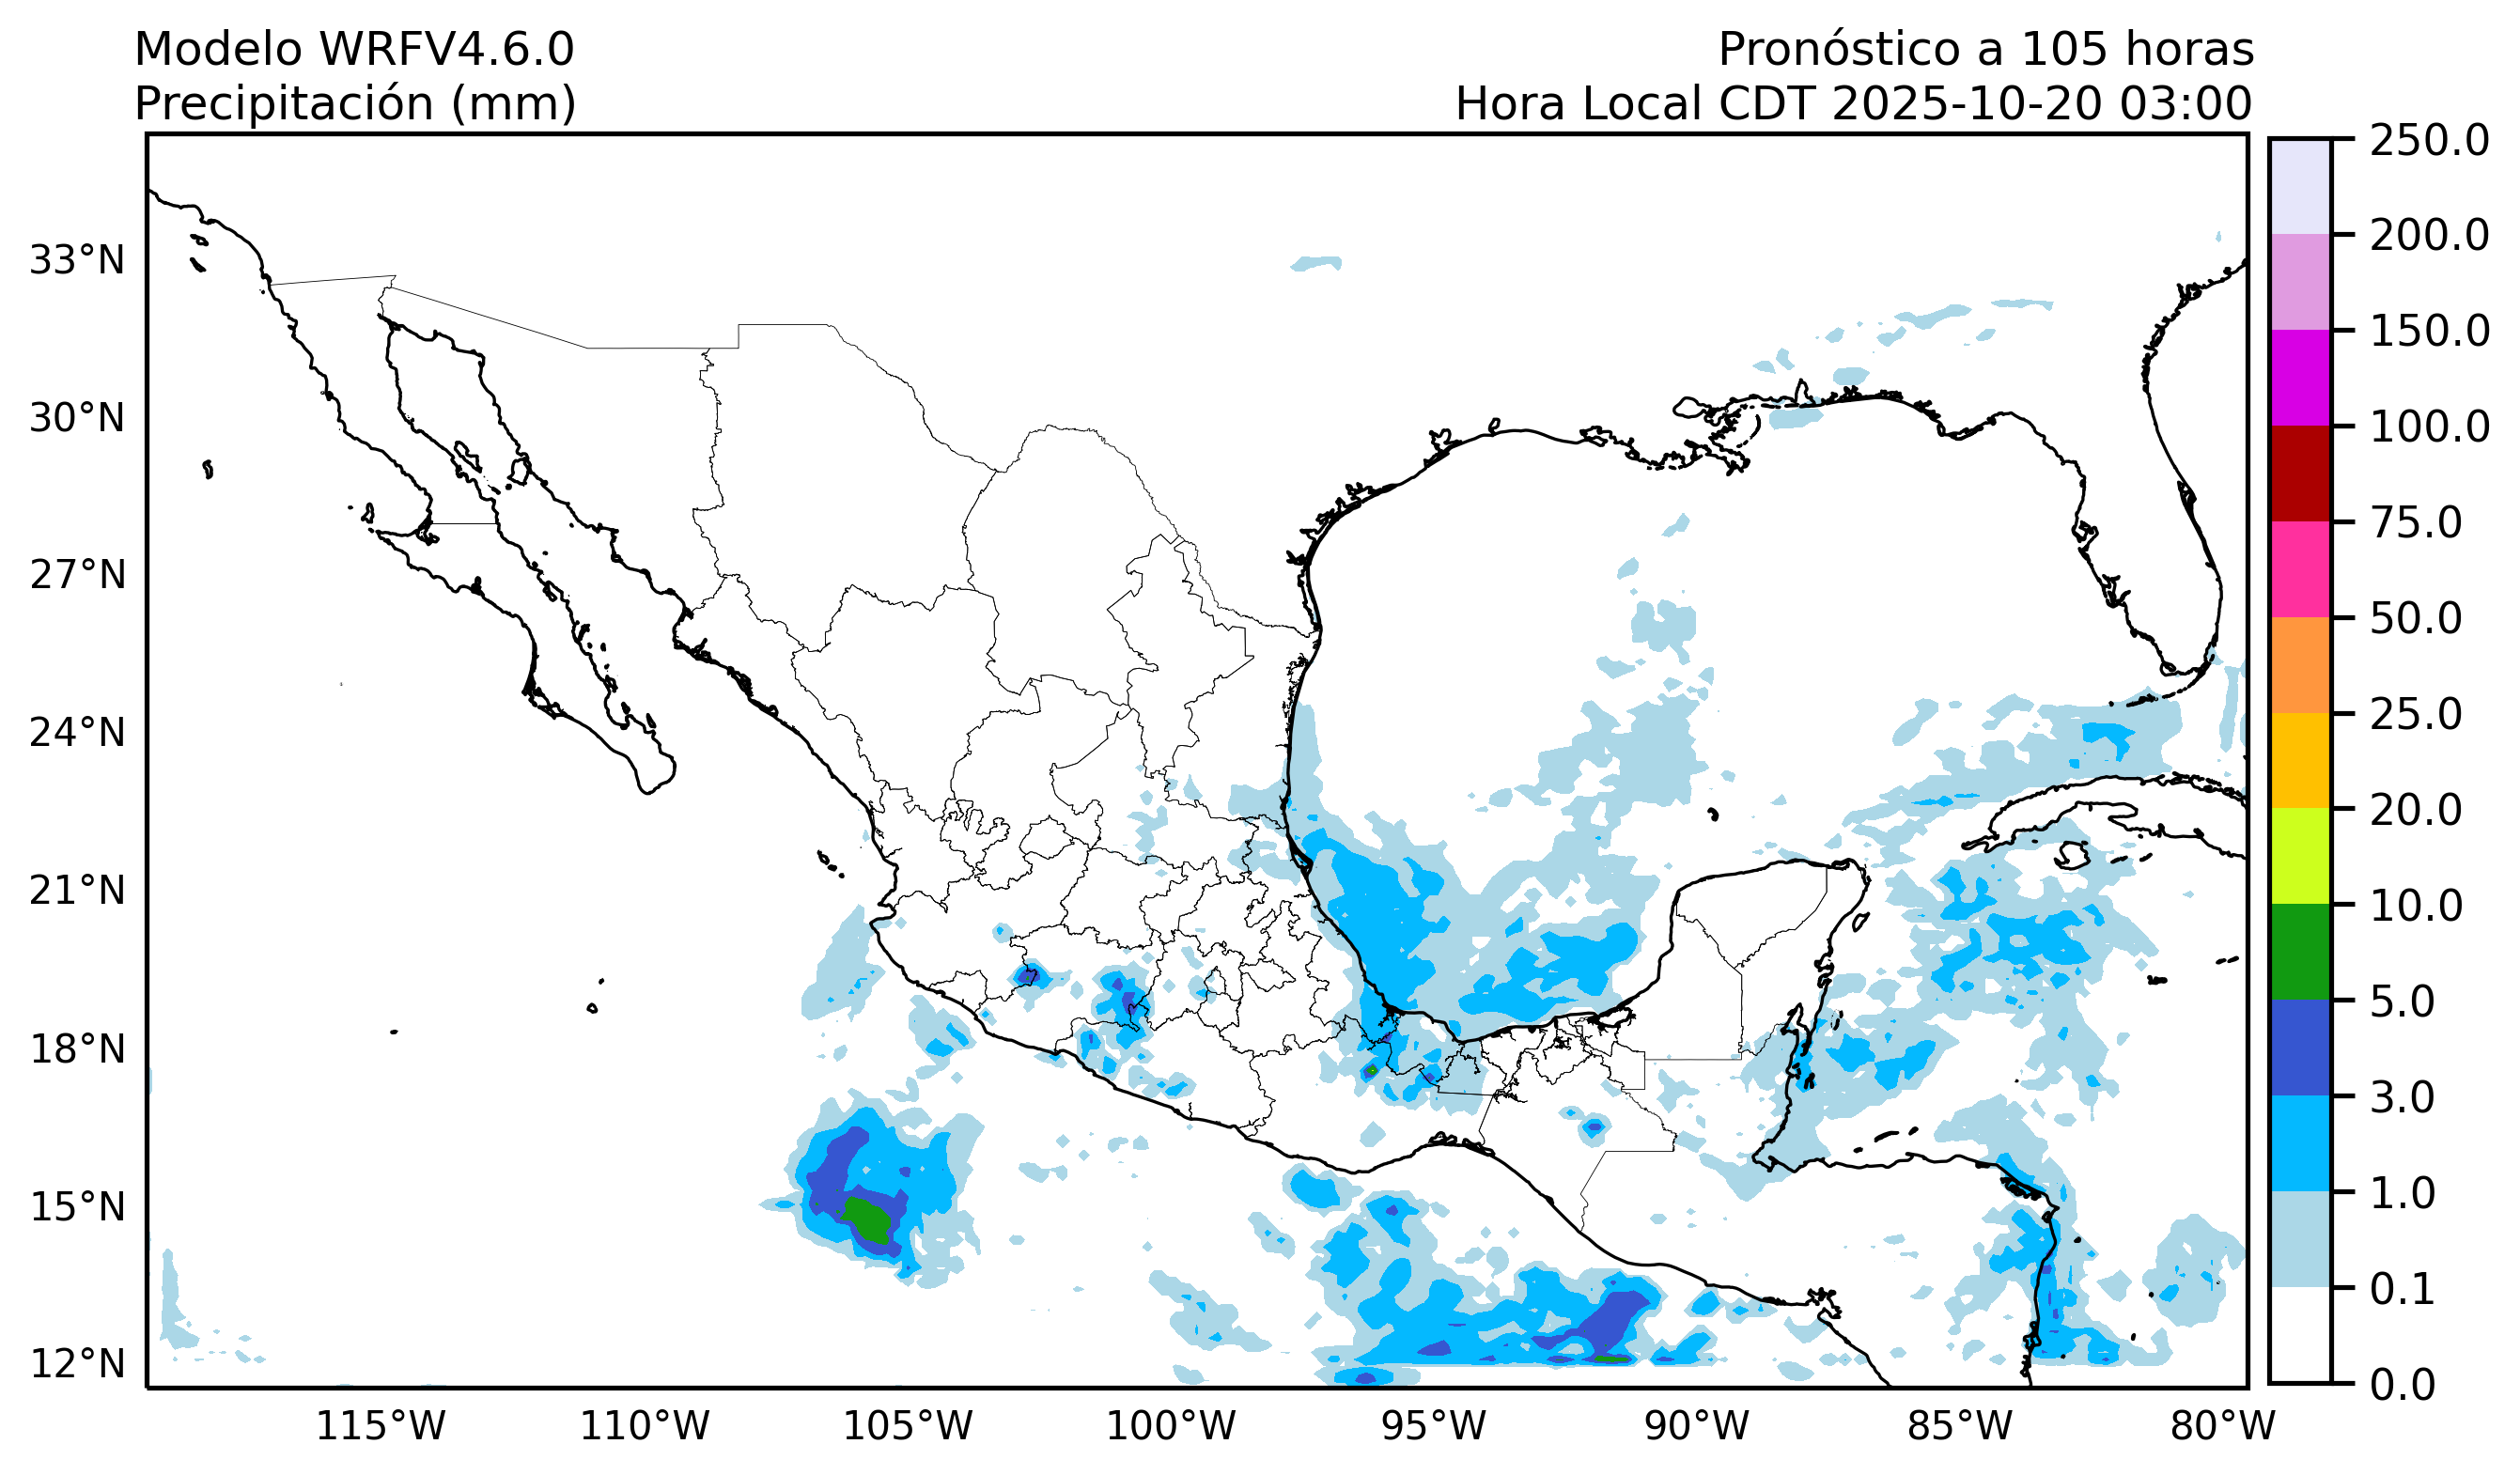 Modelo WRFV4.6.0
Precipitación (mm)
Pronóstico a 105 horas
Hora Local CDT 2025-10-20 03:00
33°N
30°N
27°N
24°N
21°N
18°N
15°N
12°N
115°W
110°W
105°W
100°W
95°W
90°W
85°W
80°W
250.0
200.0
150.0
100.0
75.0
50.0
25.0
20.0
10.0
5.0
3.0
1.0
0.1
0.0